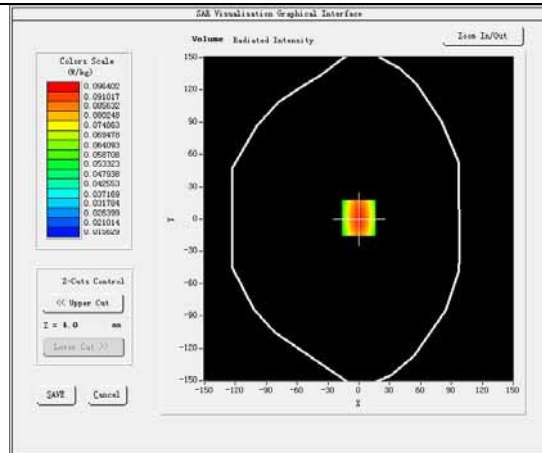 SAR Visualisation Graphical Interface
Volume Radiated Intensity
Zoom In/Out
Colors Scale
(W/kg)
0.096402
0.091017
0.085632
0.080248
0.074863
0.069478
0.064093
0.058708
0.053323
0.047938
0.042553
0.037169
0.031784
0.026399
0.021014
0.015629
150
120
90
60
30
0
-30
-60
-90
-120
-150
Y
-150 -120 -90 -60 -30 0 30 60 90 120 150
X
Z-Cuts Control
<< Upper Cut
Z = 4.0 mm
Lower Cut >>
SAVE Cancel